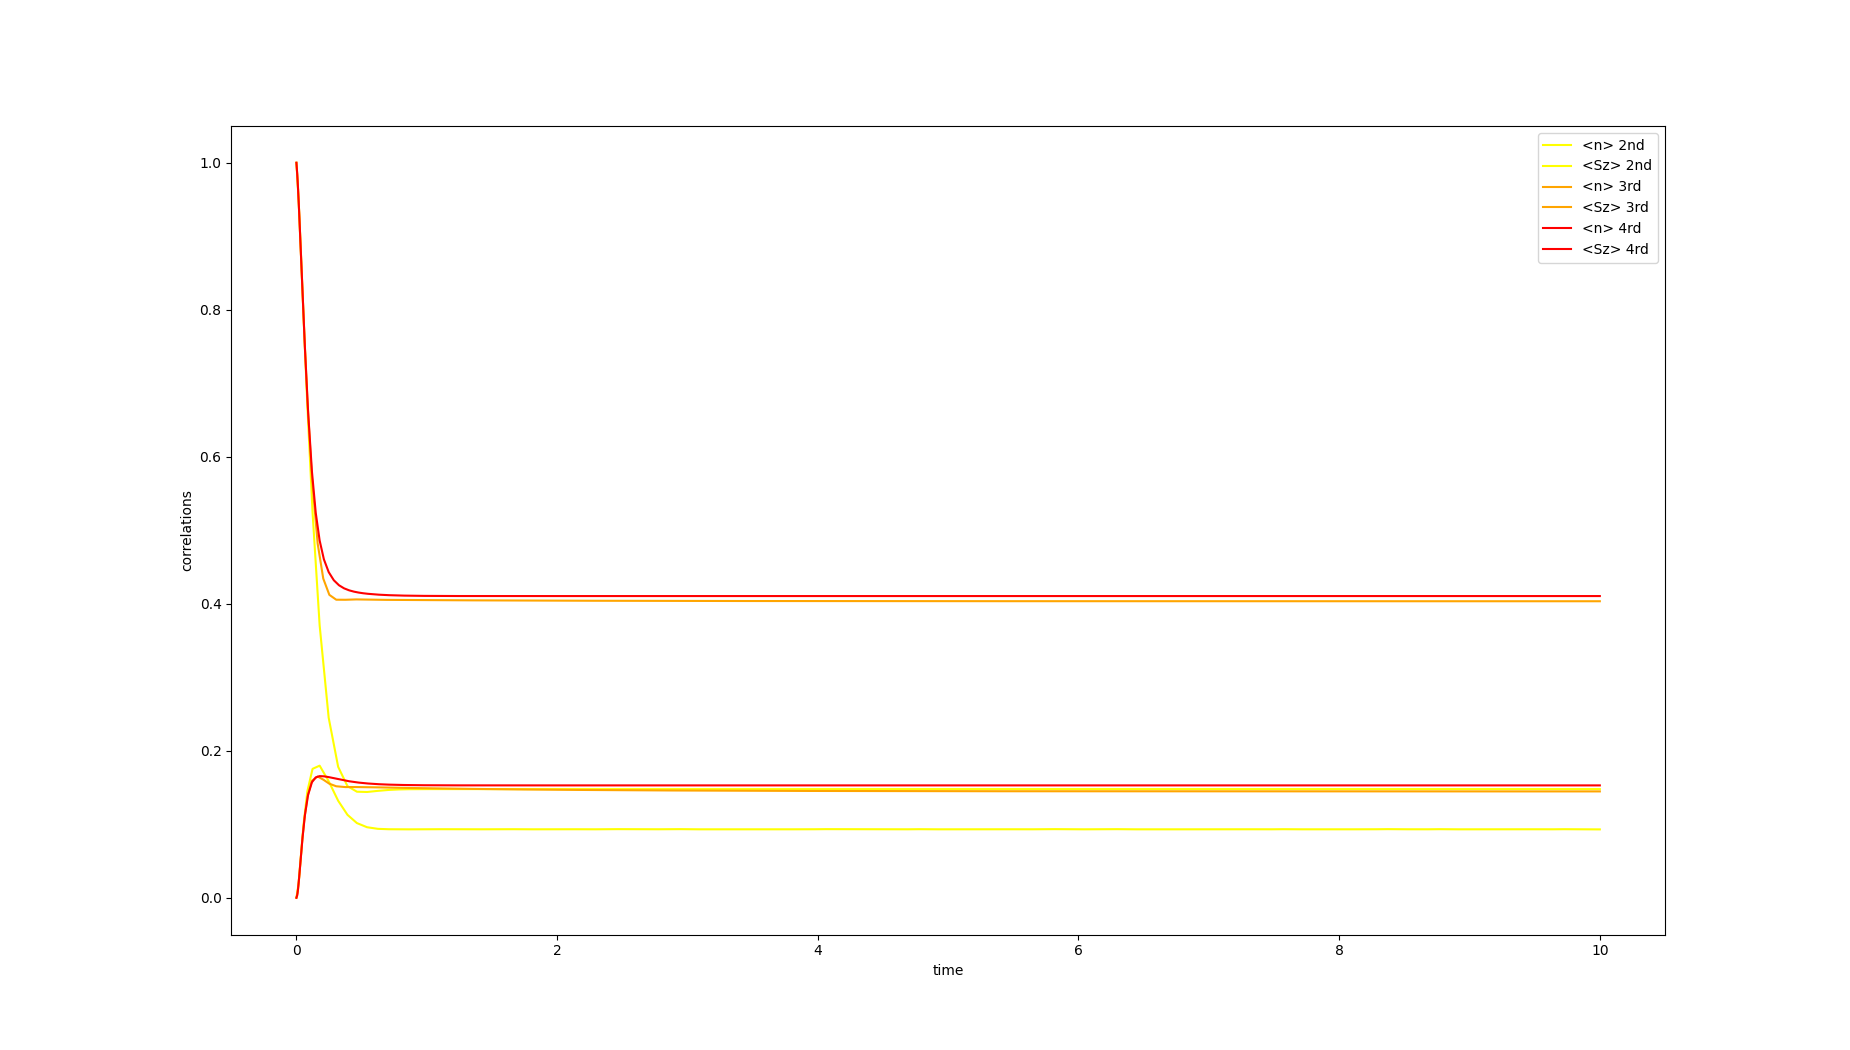 <n> 2nd
<Sz> 2nd
<n> 3rd
<Sz> 3rd
<n> 4rd
<Sz> 4rd
1.0
0.8
0.6
0.4
0.2
0.0
correlations
0 2 4 6 8 10
time